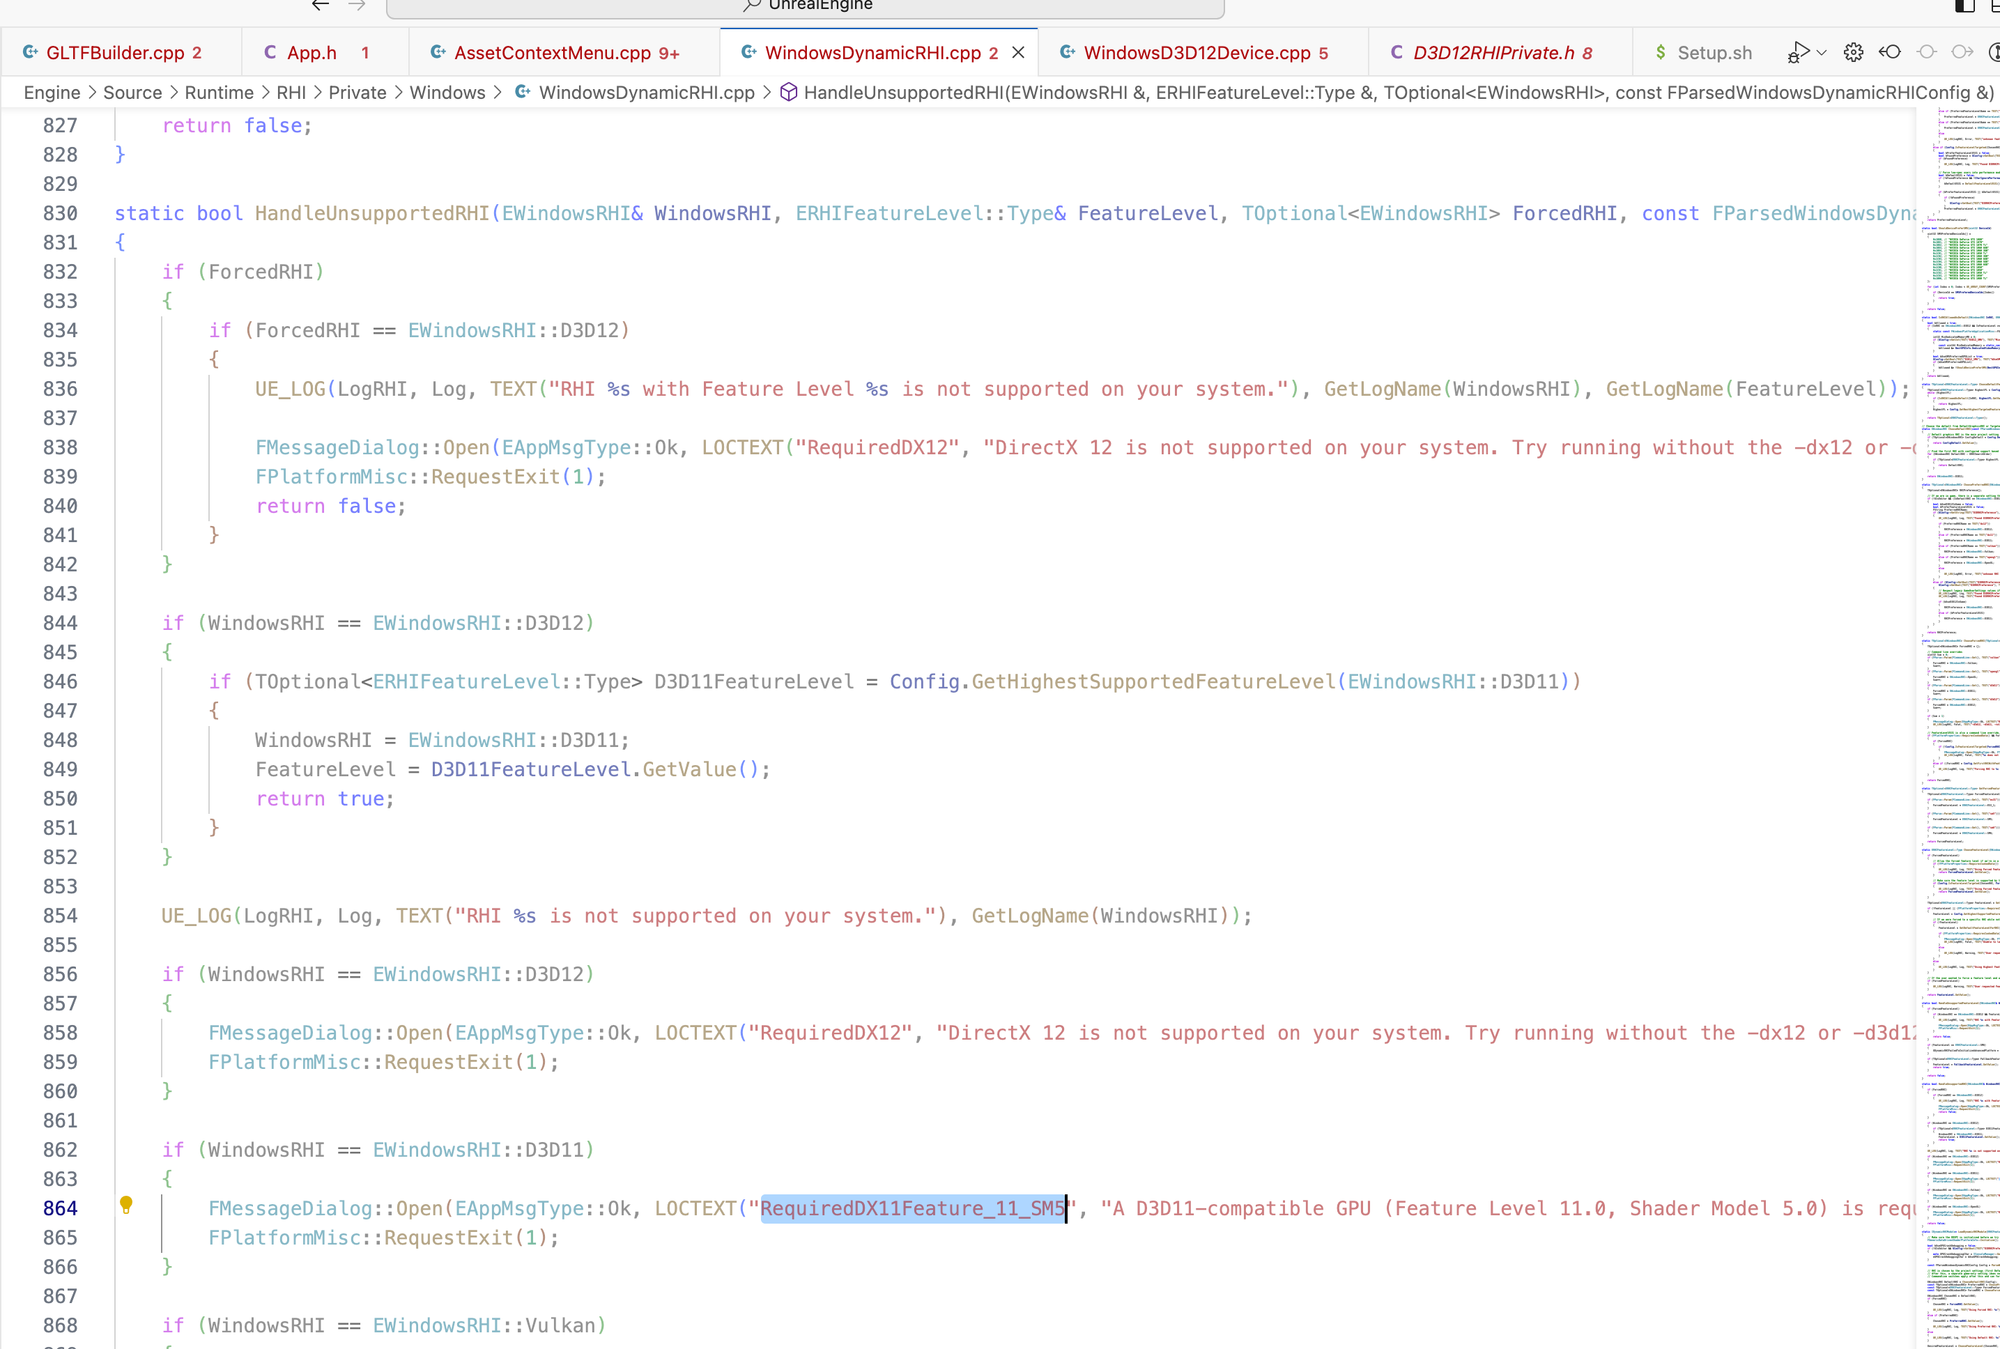 UnrealEngine
GLTFBuilder.cpp 2
App.h 1
AssetContextMenu.cpp 9+
WindowsDynamicRHI.cpp 2
WindowsD3D12Device.cpp 5
D3D12RHIPrivate.h 8
$ Setup.sh
Engine > Source > Runtime > RHI > Private > Windows > WindowsDynamicRHI.cpp > HandleUnsupportedRHI(EWindowsRHI &, ERHIFeatureLevel::Type &, TOptional<EWindowsRHI>, const FParsedWindowsDynamicRHIConfig &)
827 return false;
828 }
829
830 static bool HandleUnsupportedRHI(EWindowsRHI& WindowsRHI, ERHIFeatureLevel::Type& FeatureLevel, TOptional<EWindowsRHI> ForcedRHI, const FParsedWindowsDyna
831 {
832 if (ForcedRHI)
833 {
834 if (ForcedRHI == EWindowsRHI::D3D12)
835 {
836 UE_LOG(LogRHI, Log, TEXT("RHI %s with Feature Level %s is not supported on your system."), GetLogName(WindowsRHI), GetLogName(FeatureLevel));
837
838 FMessageDialog::Open(EAppMsgType::Ok, LOCTEXT("RequiredDX12", "DirectX 12 is not supported on your system. Try running without the -dx12 or -d
839 FPlatformMisc::RequestExit(1);
840 return false;
841 }
842 }
843
844 if (WindowsRHI == EWindowsRHI::D3D12)
845 {
846 if (TOptional<ERHIFeatureLevel::Type> D3D11FeatureLevel = Config.GetHighestSupportedFeatureLevel(EWindowsRHI::D3D11))
847 {
848 WindowsRHI = EWindowsRHI::D3D11;
849 FeatureLevel = D3D11FeatureLevel.GetValue();
850 return true;
851 }
852 }
853
854 UE_LOG(LogRHI, Log, TEXT("RHI %s is not supported on your system."), GetLogName(WindowsRHI));
855
856 if (WindowsRHI == EWindowsRHI::D3D12)
857 {
858 FMessageDialog::Open(EAppMsgType::Ok, LOCTEXT("RequiredDX12", "DirectX 12 is not supported on your system. Try running without the -dx12 or -d3d12
859 FPlatformMisc::RequestExit(1);
860 }
861
862 if (WindowsRHI == EWindowsRHI::D3D11)
863 {
864 FMessageDialog::Open(EAppMsgType::Ok, LOCTEXT("RequiredDX11Feature_11_SM5", "A D3D11-compatible GPU (Feature Level 11.0, Shader Model 5.0) is requ
865 FPlatformMisc::RequestExit(1);
866 }
867
868 if (WindowsRHI == EWindowsRHI::Vulkan)